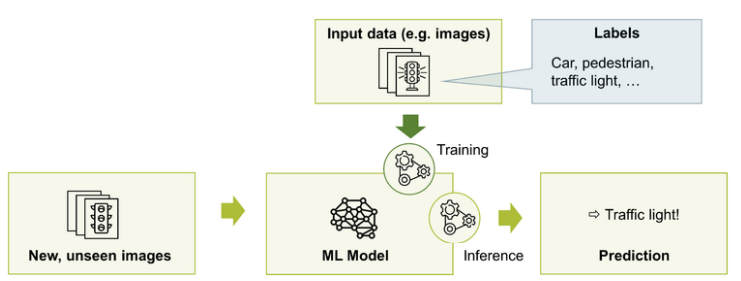 Input data (e.g. images)
Labels
Car, pedestrian,
traffic light, …
Training
New, unseen images
ML Model
Inference
⇨ Traffic light!
Prediction